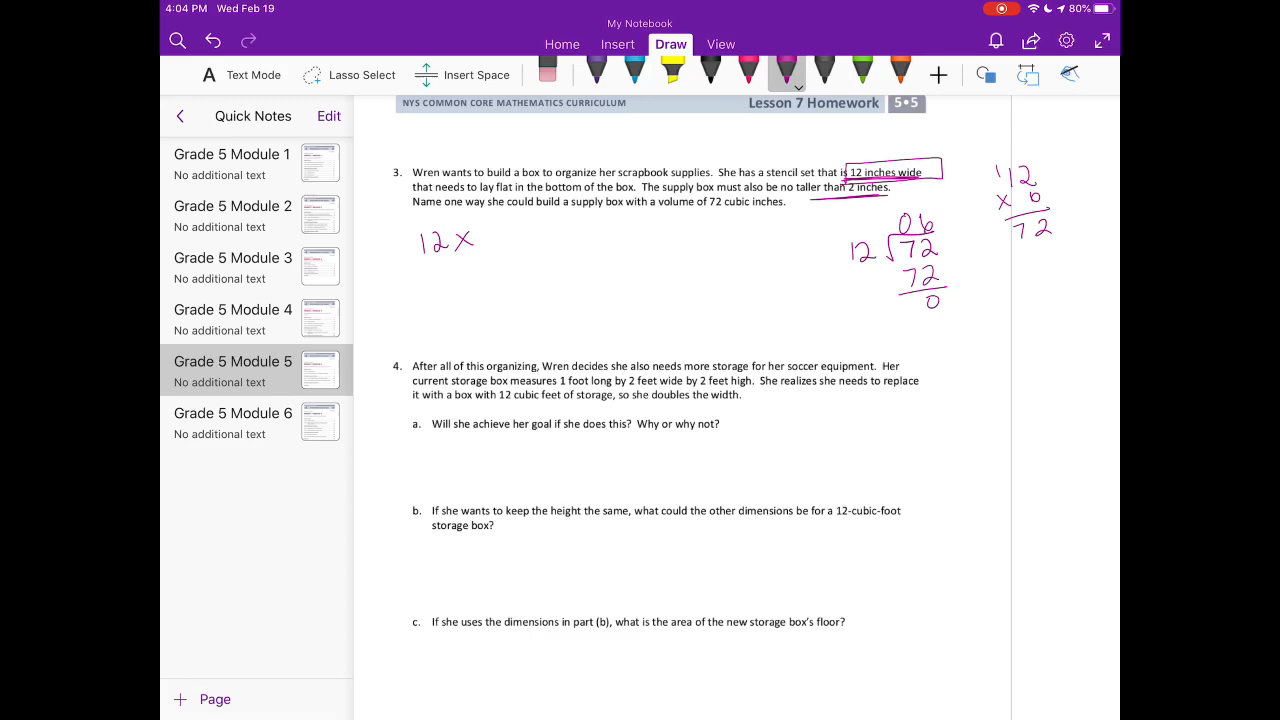 4:04 PM Wed Feb 19
80%
My Notebook
Home Insert Draw View
A Text Mode Lasso Select Insert Space
Quick Notes Edit
Grade 5 Module 1
No additional text
Grade 5 Module 2
No additional text
Grade 5 Module 3
No additional text
Grade 5 Module 4
No additional text
Grade 5 Module 5
No additional text
Grade 5 Module 6
No additional text
Page
NYS COMMON CORE MATHEMATICS CURRICULUM Lesson 7 Homework 5•5
3. Wren wants to build a box to organize her scrapbook supplies. She has a stencil set that is 12 inches wide
that needs to lay flat in the bottom of the box. The supply box must also be no taller than 2 inches.
Name one way she could build a supply box with a volume of 72 cubic inches.
12 x
06
12 72
72
0
1
12
x 6
72
4. After all of this organizing, Wren decides she also needs more storage for her soccer equipment. Her
current storage box measures 1 foot long by 2 feet wide by 2 feet high. She realizes she needs to replace
it with a box with 12 cubic feet of storage, so she doubles the width.
a. Will she achieve her goal if she does this? Why or why not?
b. If she wants to keep the height the same, what could the other dimensions be for a 12-cubic-foot
storage box?
c. If she uses the dimensions in part (b), what is the area of the new storage box's floor?